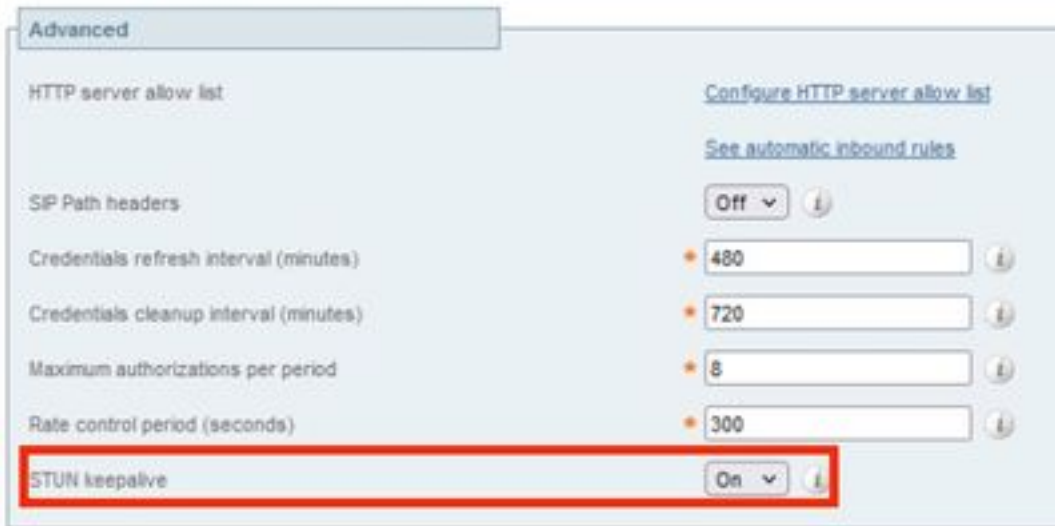 Advanced
HTTP server allow list Configure HTTP server allow list
See automatic inbound rules
SIP Path headers Off i
Credentials refresh interval (minutes) * 480 i
Credentials cleanup interval (minutes) * 720 i
Maximum authorizations per period * 8 i
Rate control period (seconds) * 300 i
STUN keepalive On i